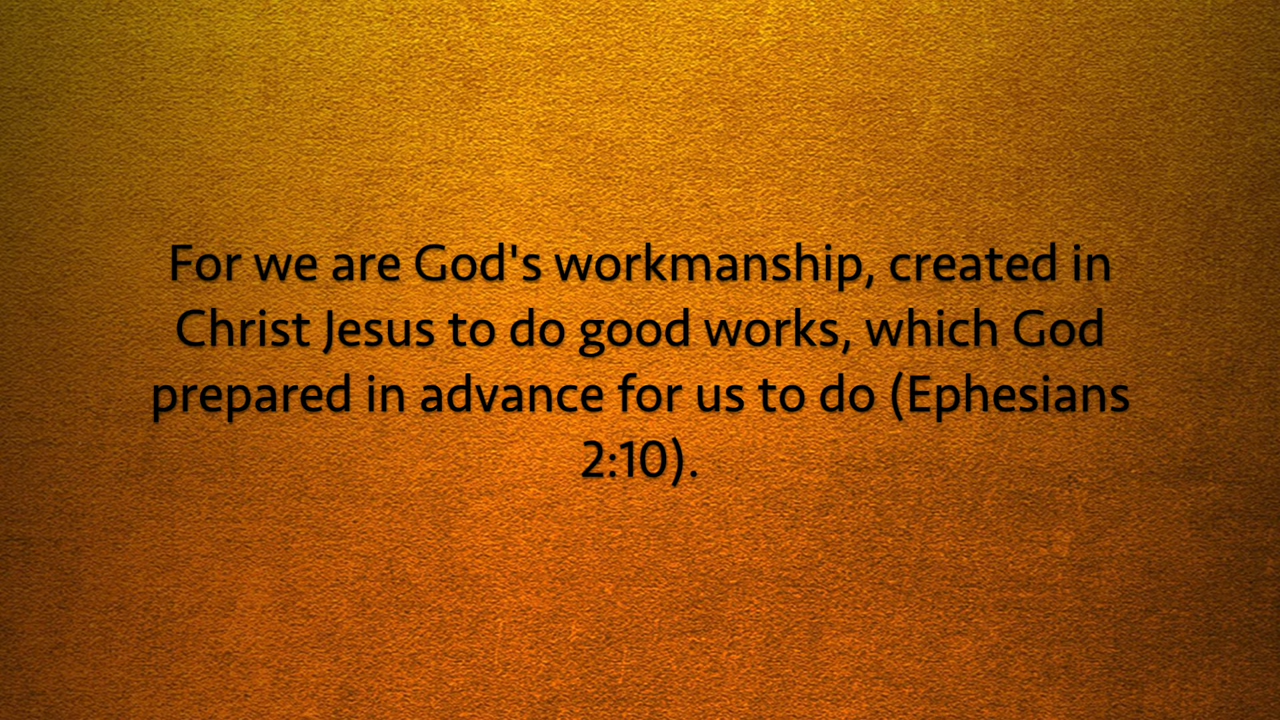 For we are God's workmanship, created in
Christ Jesus to do good works, which God
prepared in advance for us to do (Ephesians
2:10).